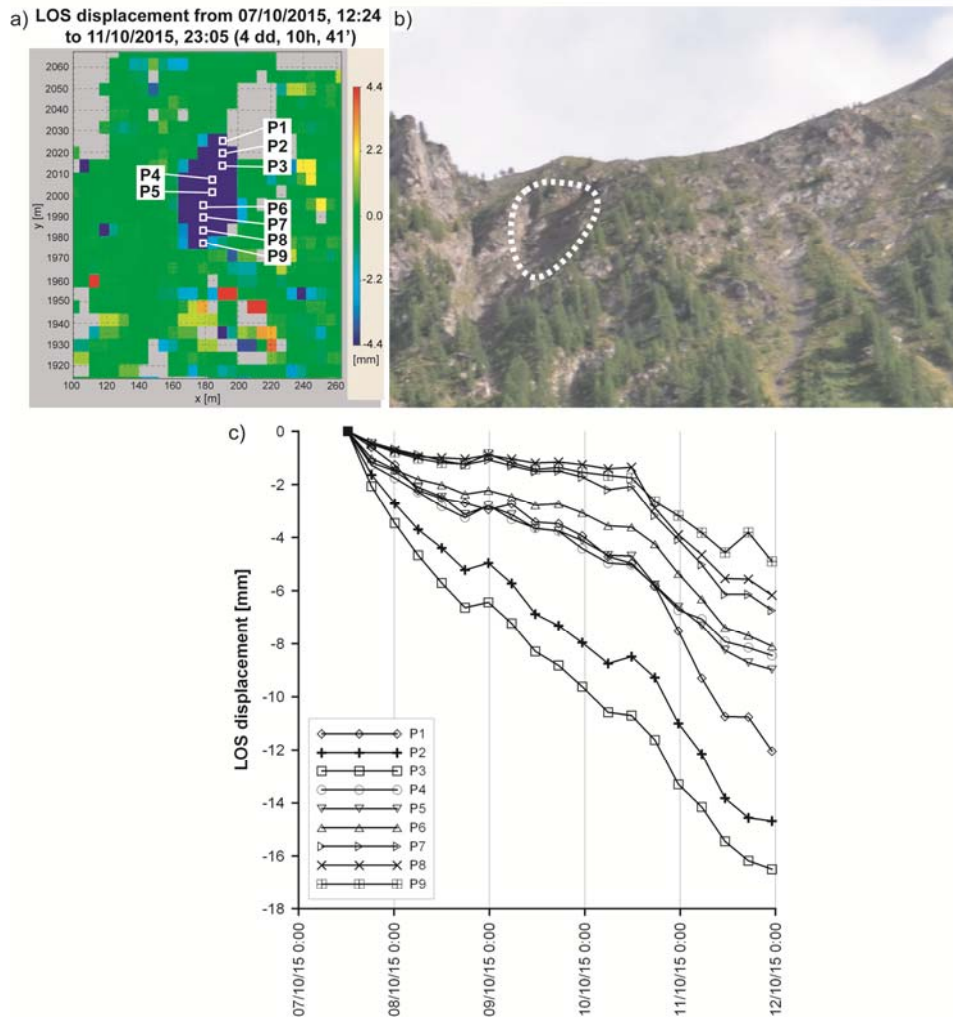 a) LOS displacement from 07/10/2015, 12:24
to 11/10/2015, 23:05 (4 dd, 10h, 41')
b)
2060
2050
2040
2030
2020
2010
2000
1990
1980
1970
1960
1950
1940
1930
1920
y [m]
100 120 140 160 180 200 220 240 260
x [m]
P1
P2
P3
P4
P5
P6
P7
P8
P9
4.4
2.2
0.0
-2.2
-4.4
[mm]
c)
0
-2
-4
-6
-8
-10
-12
-14
-16
-18
LOS displacement [mm]
P1
P2
P3
P4
P5
P6
P7
P8
P9
07/10/15 0:00
08/10/15 0:00
09/10/15 0:00
10/10/15 0:00
11/10/15 0:00
12/10/15 0:00